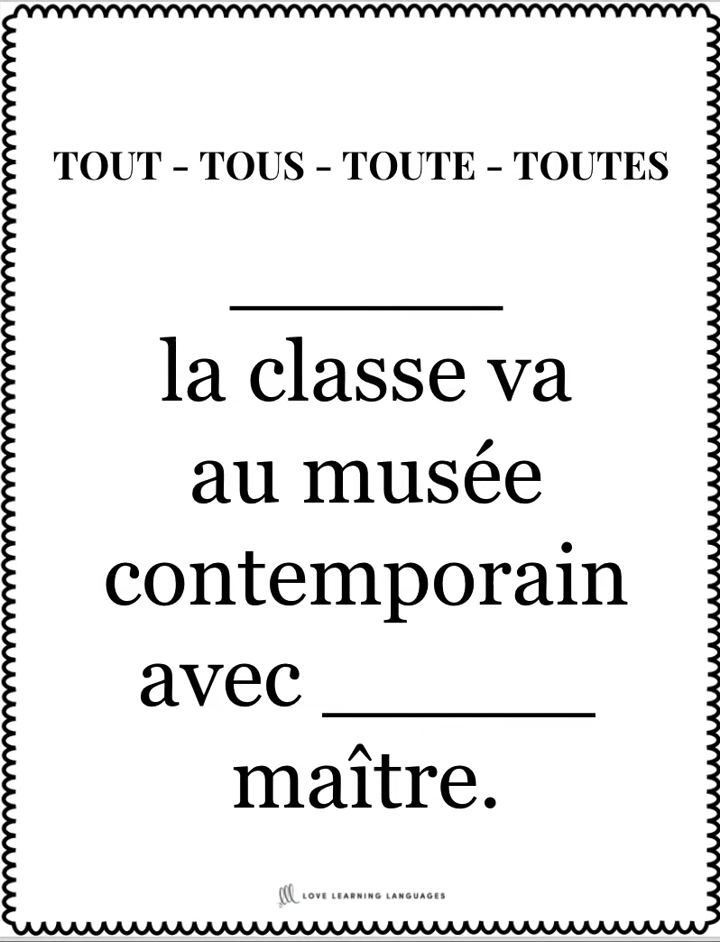 TOUT - TOUS - TOUTE - TOUTES
______
la classe va
au musée
contemporain
avec ______
maître.
LOVE LEARNING LANGUAGES